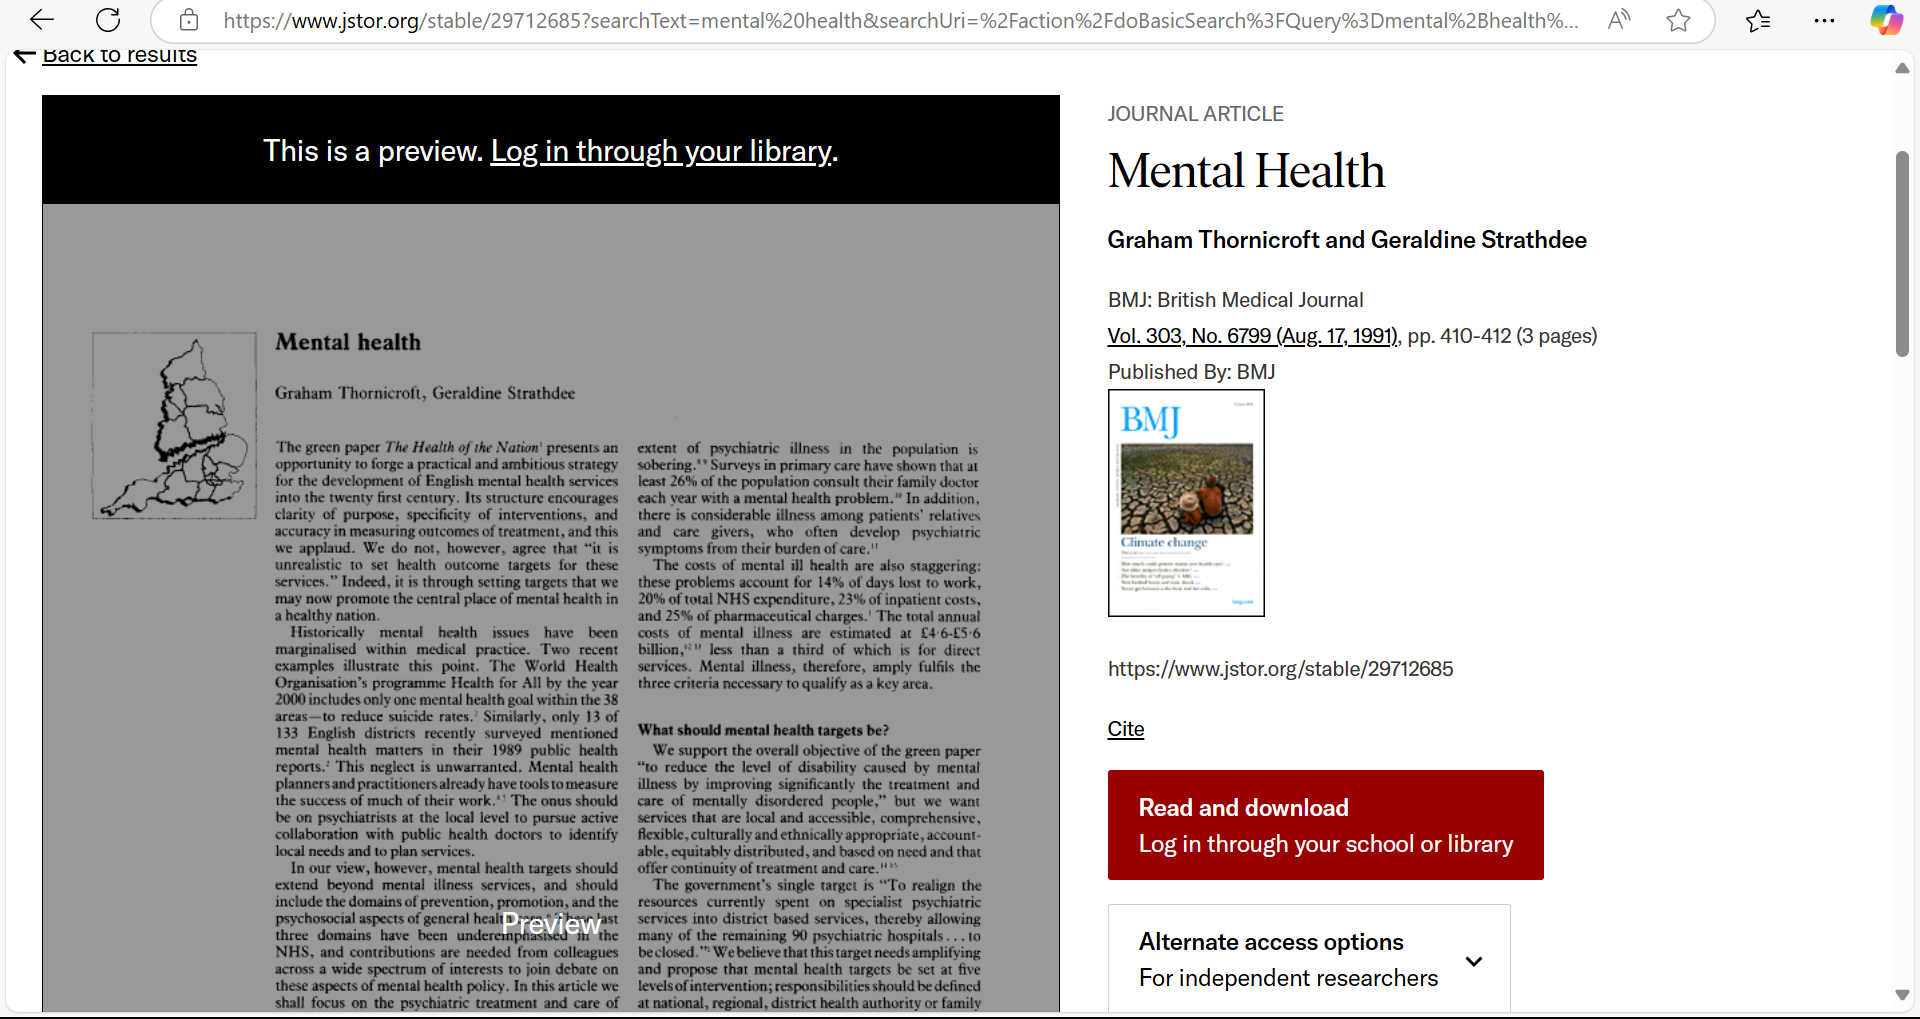 https://www.jstor.org/stable/29712685?searchText=mental%20health&searchUri=%2Faction%2FdoBasicSearch%3FQuery%3Dmental%2Bhealth%...
Back to results
This is a preview. Log in through your library.
Mental health
Graham Thornicroft, Geraldine Strathdee
The green paper The Health of the Nation¹ presents an
opportunity to forge a practical and ambitious strategy
for the development of English mental health services
into the twenty first century. Its structure encourages
clarity of purpose, specificity of interventions, and
accuracy in measuring outcomes of treatment, and this
we applaud. We do not, however, agree that "it is
unrealistic to set health outcome targets for these
services." Indeed, it is through setting targets that we
may now promote the central place of mental health in
a healthy nation.
Historically mental health issues have been
marginalised within medical practice. Two recent
examples illustrate this point. The World Health
Organisation's programme Health for All by the year
2000 includes only one mental health goal within the 38
areas—to reduce suicide rates.² Similarly, only 13 of
133 English districts recently surveyed mentioned
mental health matters in their 1989 public health
reports. This neglect is unwarranted. Mental health
planners and practitioners already have tools to measure
the success of much of their work. The onus should
be on psychiatrists at the local level to pursue active
collaboration with public health doctors to identify
local needs and to plan services.
In our view, however, mental health targets should
extend beyond mental illness services, and should
include the domains of prevention, promotion, and the
psychosocial aspects of general health last
three domains have been underemphasised in the
NHS, and contributions are needed from colleagues
across a wide spectrum of interests to join debate on
these aspects of mental health policy. In this article we
shall focus on the psychiatric treatment and care of
extent of psychiatric illness in the population is
sobering. Surveys in primary care have shown that at
least 26% of the population consult their family doctor
each year with a mental health problem.¹⁰ In addition,
there is considerable illness among patients' relatives
and care givers, who often develop psychiatric
symptoms from their burden of care.¹¹
The costs of mental ill health are also staggering:
these problems account for 14% of days lost to work,
20% of total NHS expenditure, 23% of inpatient costs,
and 25% of pharmaceutical charges.¹ The total annual
costs of mental illness are estimated at £4·6-£5·6
billion,¹² ¹³ less than a third of which is for direct
services. Mental illness, therefore, amply fulfils the
three criteria necessary to qualify as a key area.
What should mental health targets be?
We support the overall objective of the green paper
"to reduce the level of disability caused by mental
illness by improving significantly the treatment and
care of mentally disordered people," but we want
services that are local and accessible, comprehensive,
flexible, culturally and ethnically appropriate, account-
able, equitably distributed, and based on need and that
offer continuity of treatment and care.¹⁴ ¹⁵
The government's single target is "To realign the
resources currently spent on specialist psychiatric
services into district based services, thereby allowing
many of the remaining 90 psychiatric hospitals . . . to
be closed." We believe that this target needs amplifying
and propose that mental health targets be set at five
levels of intervention; responsibilities should be defined
at national, regional, district health authority or family
Preview
JOURNAL ARTICLE
Mental Health
Graham Thornicroft and Geraldine Strathdee
BMJ: British Medical Journal
Vol. 303, No. 6799 (Aug. 17, 1991), pp. 410-412 (3 pages)
Published By: BMJ
BMJ
Climate change
https://www.jstor.org/stable/29712685
Cite
Read and download
Log in through your school or library
Alternate access options
For independent researchers